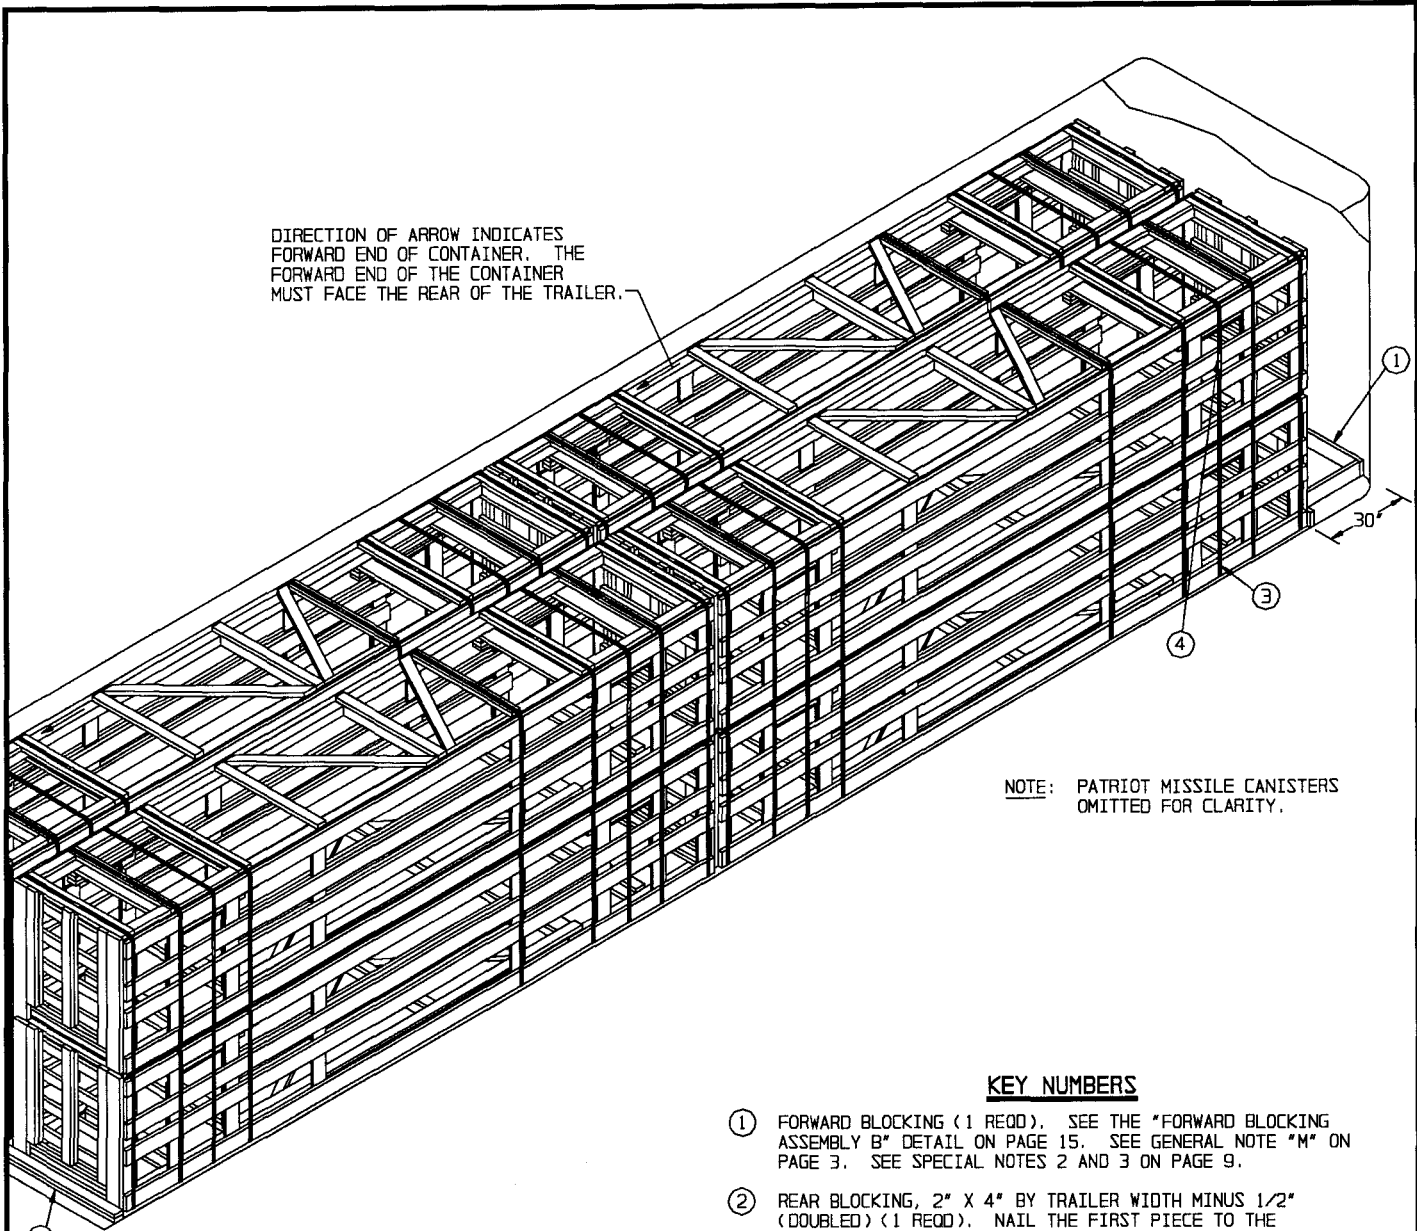 DIRECTION OF ARROW INDICATES
FORWARD END OF CONTAINER. THE
FORWARD END OF THE CONTAINER
MUST FACE THE REAR OF THE TRAILER.
1
30"
3
4
NOTE: PATRIOT MISSILE CANISTERS
OMITTED FOR CLARITY.
KEY NUMBERS
1 FORWARD BLOCKING (1 REQD). SEE THE "FORWARD BLOCKING
ASSEMBLY B" DETAIL ON PAGE 15. SEE GENERAL NOTE "M" ON
PAGE 3. SEE SPECIAL NOTES 2 AND 3 ON PAGE 9.
2 REAR BLOCKING, 2" X 4" BY TRAILER WIDTH MINUS 1/2"
(DOUBLED) (1 REQD). NAIL THE FIRST PIECE TO THE